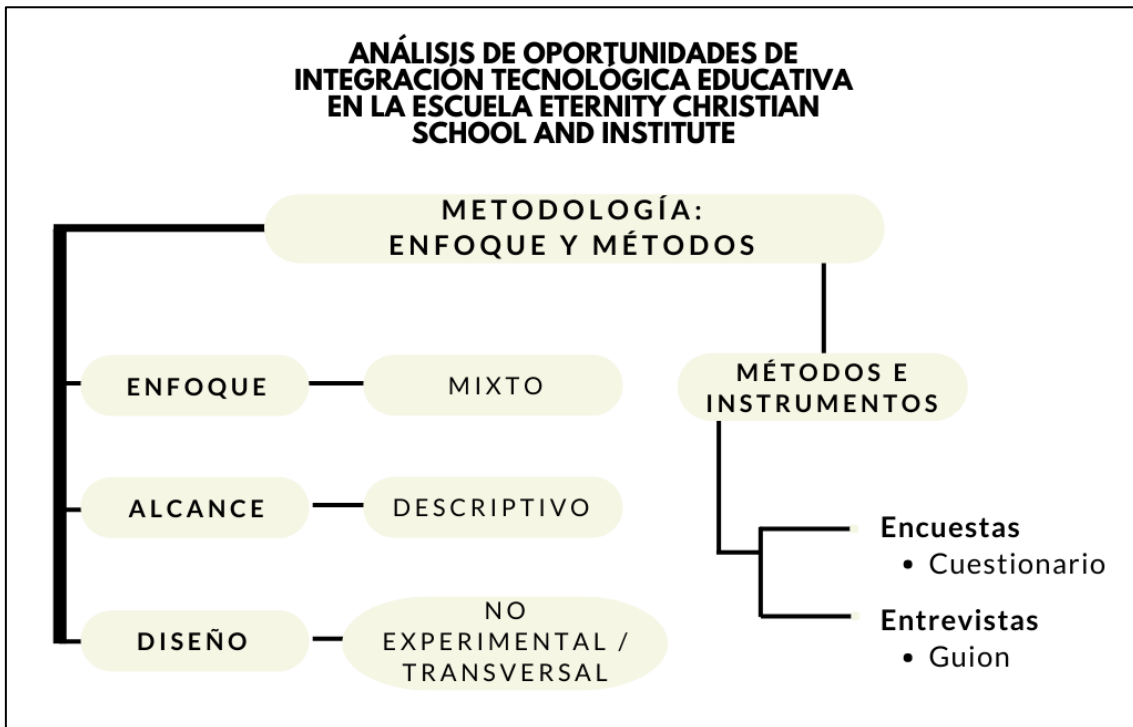 ANÁLISIS DE OPORTUNIDADES DE
INTEGRACIÓN TECNOLÓGICA EDUCATIVA
EN LA ESCUELA ETERNITY CHRISTIAN
SCHOOL AND INSTITUTE
METODOLOGÍA:
ENFOQUE Y MÉTODOS
ENFOQUE
MIXTO
ALCANCE
DESCRIPTIVO
DISEÑO
NO
EXPERIMENTAL /
TRANSVERSAL
MÉTODOS E
INSTRUMENTOS
Encuestas
• Cuestionario
Entrevistas
• Guion